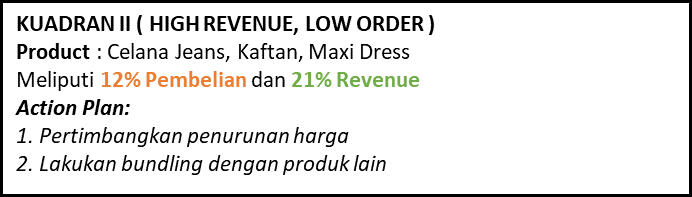 KUADRAN II ( HIGH REVENUE, LOW ORDER )
Product : Celana Jeans, Kaftan, Maxi Dress
Meliputi 12% Pembelian dan 21% Revenue
Action Plan:
1. Pertimbangkan penurunan harga
2. Lakukan bundling dengan produk lain